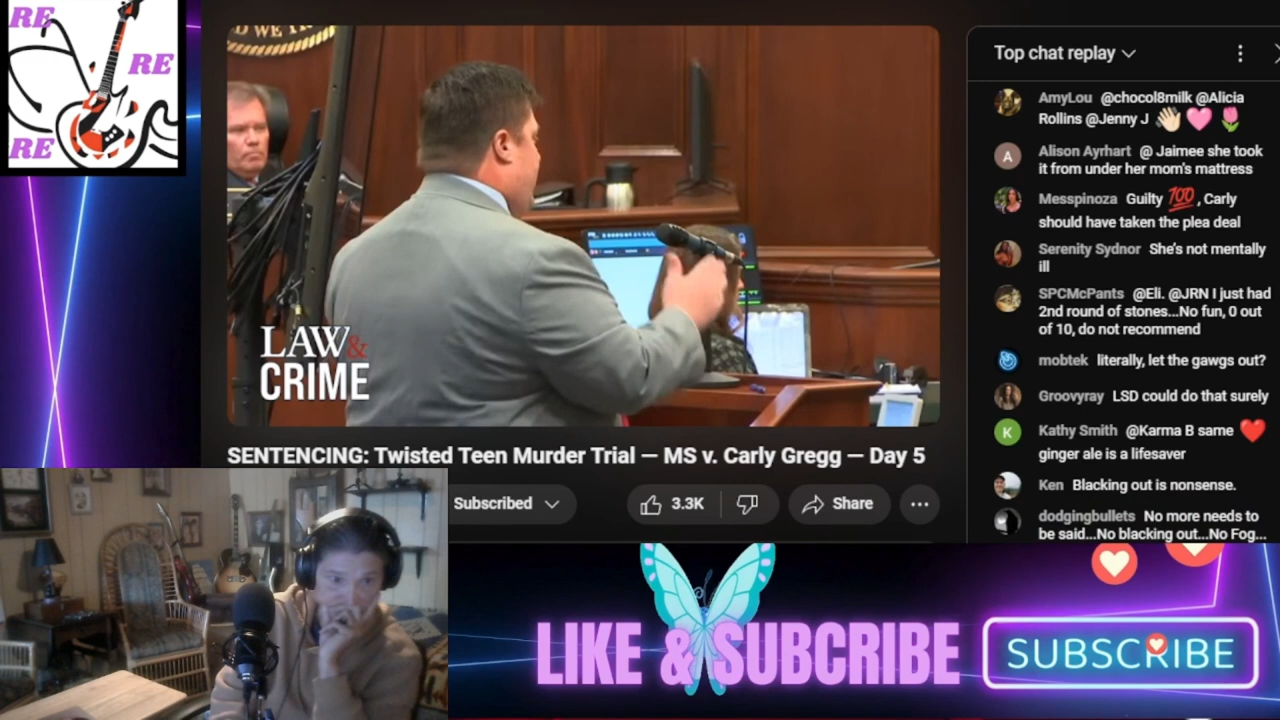 RE
RE
RE
D WE TR
LAW&
CRIME
SENTENCING: Twisted Teen Murder Trial — MS v. Carly Gregg — Day 5
Subscribed
3.3K
Share
Top chat replay
AmyLou @chocol8milk @Alicia
Rollins @Jenny J 👋🏻🩷🌷
A
Alison Ayrhart @ Jaimee she took
it from under her mom's mattress
Messpinoza Guilty 💯, Carly
should have taken the plea deal
Serenity Sydnor She's not mentally
ill
SPCMcPants @Eli. @JRN I just had
2nd round of stones...No fun, 0 out
of 10, do not recommend
mobtek literally, let the gawgs out?
Groovyray LSD could do that surely
K
Kathy Smith @Karma B same ❤️
ginger ale is a lifesaver
Ken Blacking out is nonsense.
dodgingbullets No more needs to
be said...No blacking out...No Fog...
LIKE & SUBCRIBE
SUBSCRIBE